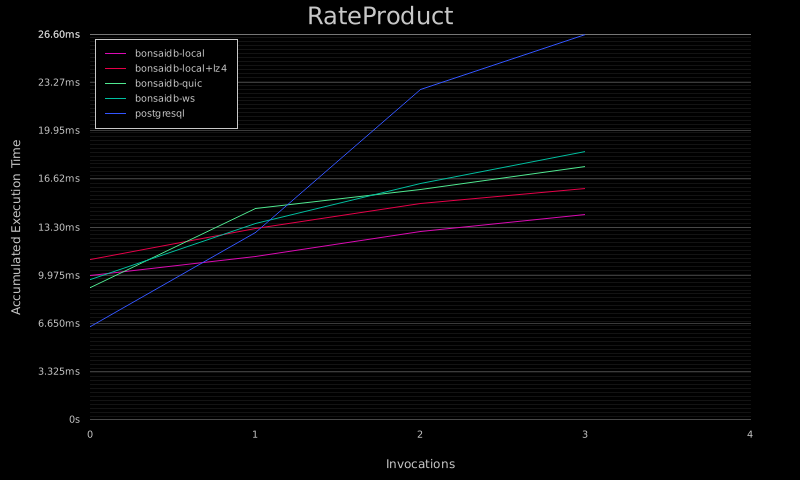 RateProduct
26.60ms
23.27ms
19.95ms
16.62ms
13.30ms
9.975ms
6.650ms
3.325ms
0s
bonsaidb-local
bonsaidb-local+lz4
bonsaidb-quic
bonsaidb-ws
postgresql
Accumulated Execution Time
0 1 2 3 4
Invocations